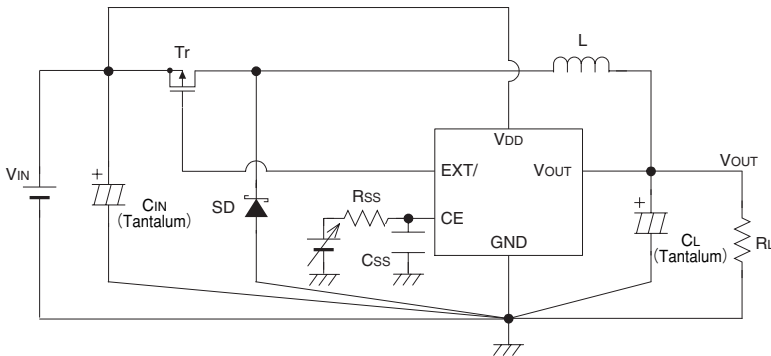 Tr
L
VDD
VIN
+
CIN
(Tantalum)
SD
RSS
CSS
EXT/
VOUT
CE
GND
VOUT
+
CL
(Tantalum)
RL